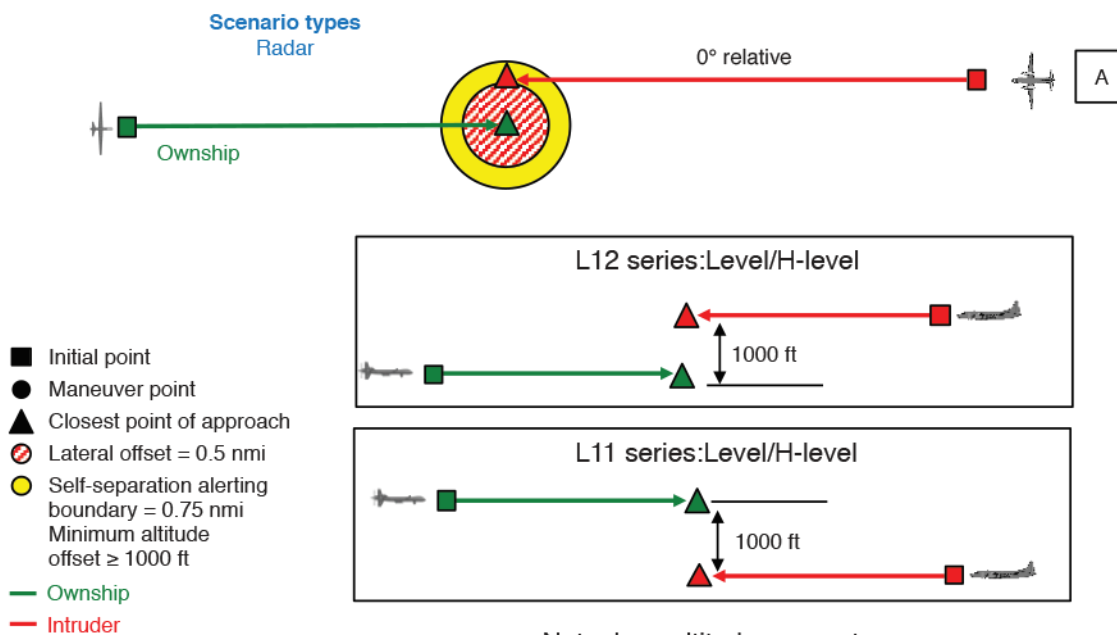 Scenario types
Radar
0° relative
A
Ownship
L12 series:Level/H-level
1000 ft
L11 series:Level/H-level
1000 ft
Initial point
Maneuver point
Closest point of approach
Lateral offset = 0.5 nmi
Self-separation alerting
boundary = 0.75 nmi
Minimum altitude
offset ≥ 1000 ft
Ownship
Intruder